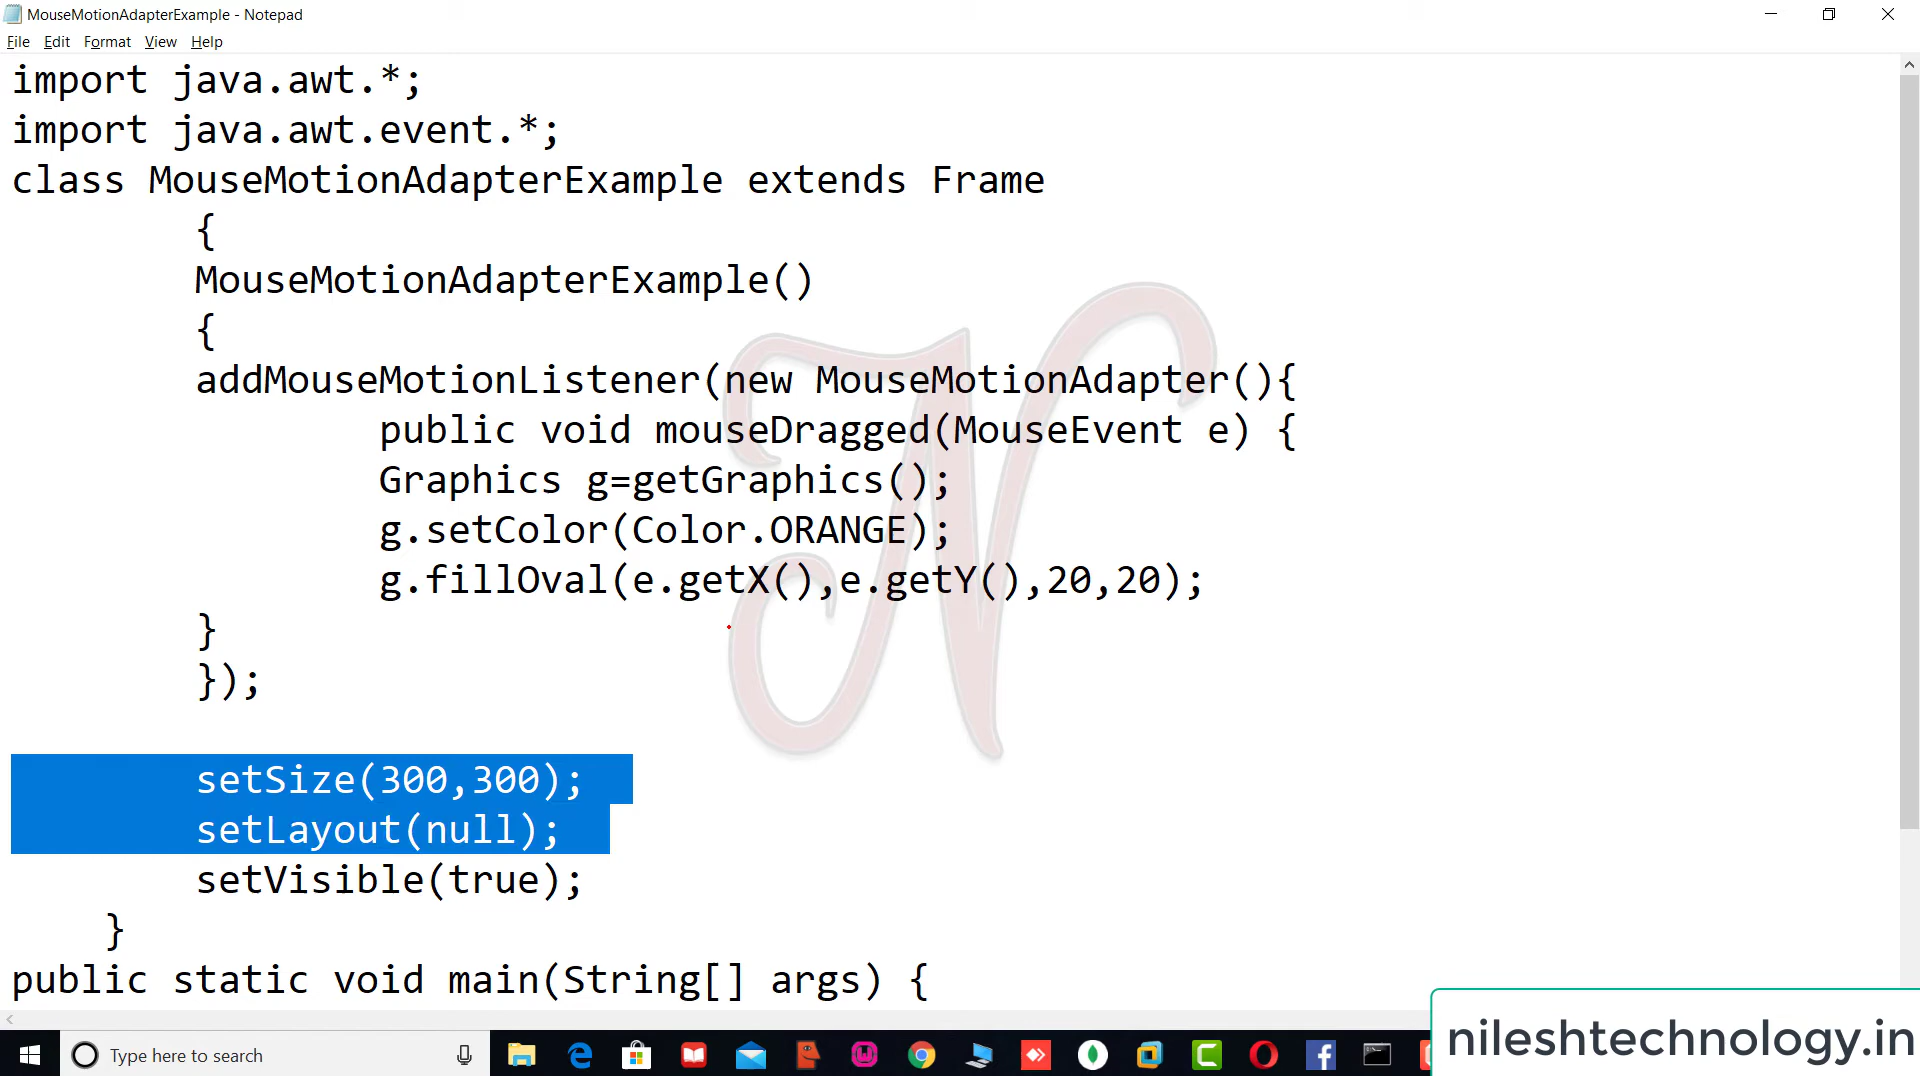 MouseMotionAdapterExample - Notepad
File Edit Format View Help
import java.awt.*;
import java.awt.event.*;
class MouseMotionAdapterExample extends Frame
{
MouseMotionAdapterExample()
{
addMouseMotionListener(new MouseMotionAdapter(){
public void mouseDragged(MouseEvent e) {
Graphics g=getGraphics();
g.setColor(Color.ORANGE);
g.fillOval(e.getX(),e.getY(),20,20);
}
});
setSize(300,300);
setLayout(null);
setVisible(true);
}
public static void main(String[] args) {
nileshtechnology.in
Type here to search